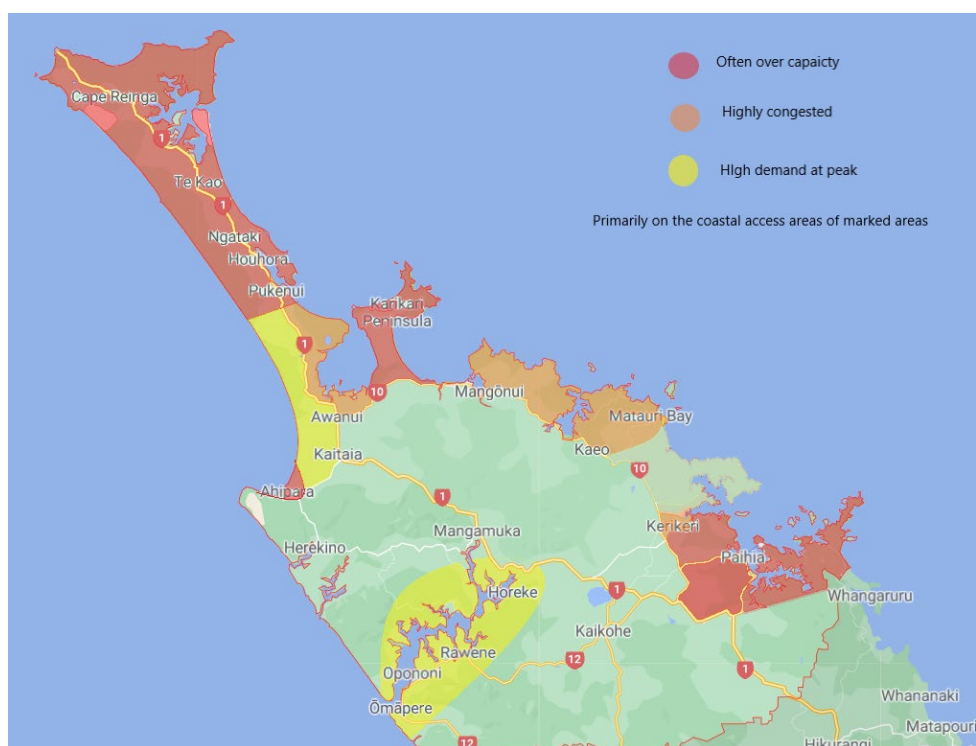 Often over capaicty
Highly congested
HIgh demand at peak
Primarily on the coastal access areas of marked areas
Cape Reinga
1
Te Kao
1
Ngataki
Houhora
Pukenui
Karikari
Peninsula
1
10
Mangōnui
Awanui
Matauri Bay
Kaitaia
Kaeo
10
Ahipara
1
Kerikeri
Mangamuka
Herekino
Paihia
Horeke
1
Whangaruru
Kaikohe
Rawene
12
1
Opononi
Whananaki
Ōmāpere
Matapouri
12
Hikurangi